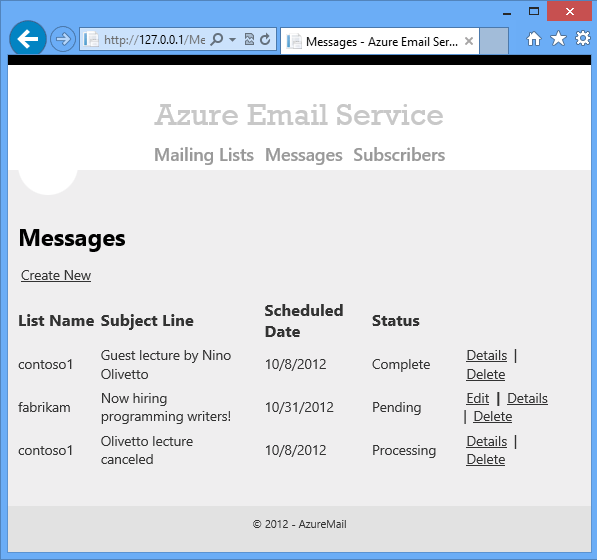 http://127.0.0.1/Me
Messages - Azure Email Ser...
Azure Email Service
Mailing Lists Messages Subscribers
Messages
Create New
List Name Subject Line Scheduled Date Status
contoso1 Guest lecture by Nino Olivetto 10/8/2012 Complete Details | Delete
fabrikam Now hiring programming writers! 10/31/2012 Pending Edit | Details | Delete
contoso1 Olivetto lecture canceled 10/8/2012 Processing Details | Delete
© 2012 - AzureMail